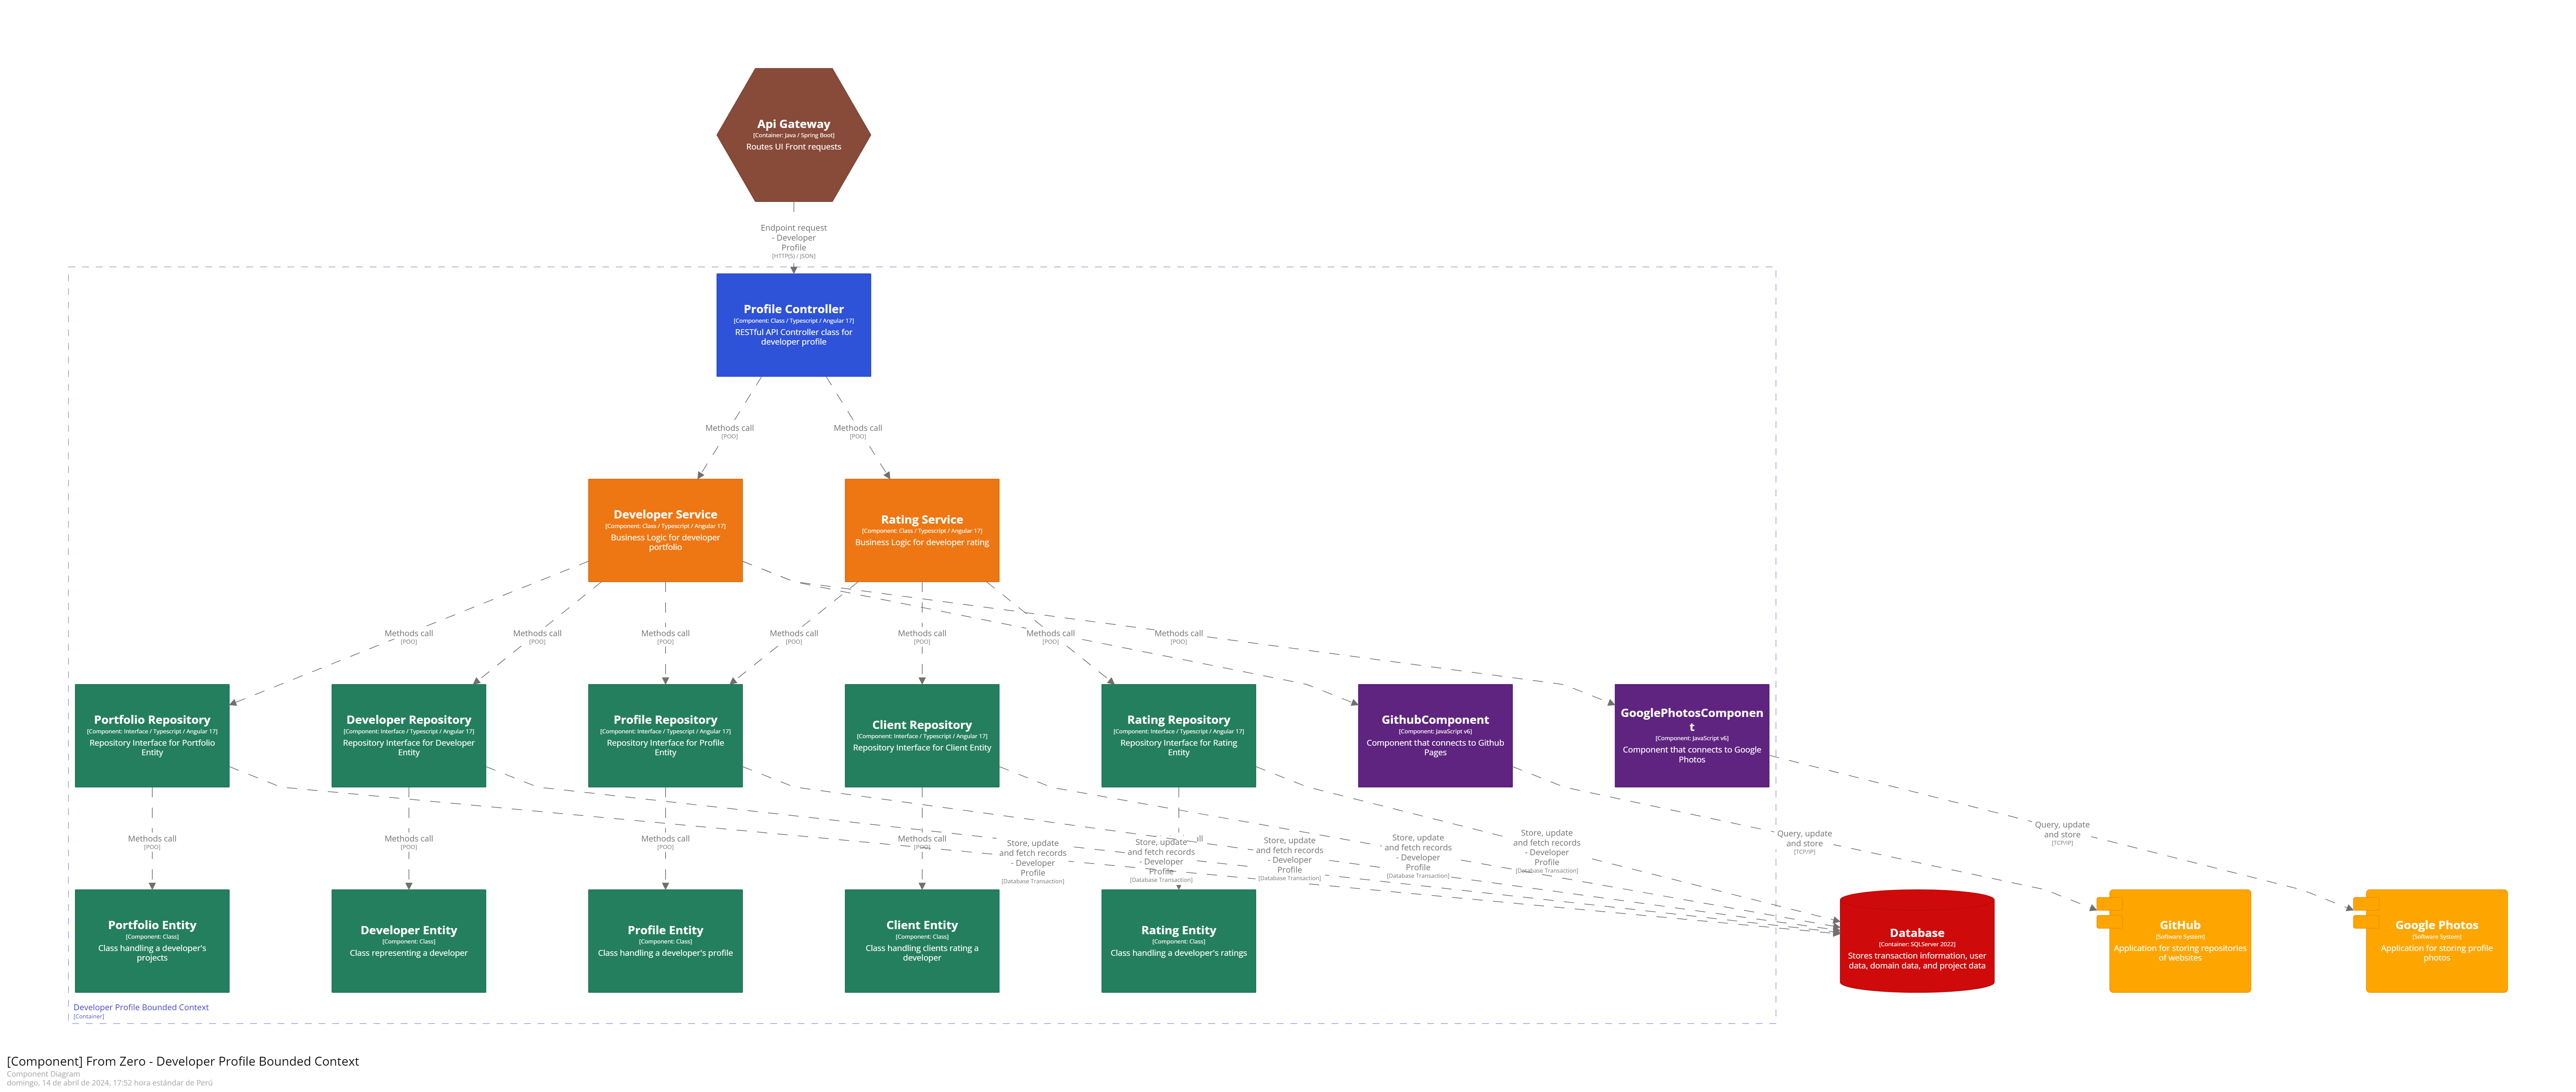 Api Gateway
[Container: Java / Spring Boot]
Routes UI Front requests
Endpoint request
- Developer
Profile
[HTTP(S) / JSON]
Profile Controller
[Component: Class / Typescript / Angular 17]
RESTful API Controller class for
developer profile
Methods call
[POO]
Methods call
[POO]
Developer Service
[Component: Class / Typescript / Angular 17]
Business Logic for developer
portfolio
Rating Service
[Component: Class / Typescript / Angular 17]
Business Logic for developer rating
Methods call
[POO]
Methods call
[POO]
Methods call
[POO]
Methods call
[POO]
Methods call
[POO]
Methods call
[POO]
Methods call
[POO]
Portfolio Repository
[Component: Interface / Typescript / Angular 17]
Repository Interface for Portfolio
Entity
Developer Repository
[Component: Interface / Typescript / Angular 17]
Repository Interface for Developer
Entity
Profile Repository
[Component: Interface / Typescript / Angular 17]
Repository Interface for Profile
Entity
Client Repository
[Component: Interface / Typescript / Angular 17]
Repository Interface for Client Entity
Rating Repository
[Component: Interface / Typescript / Angular 17]
Repository Interface for Rating
Entity
GithubComponent
[Component: JavaScript v6]
Component that connects to Github
Pages
GooglePhotosComponen
t
[Component: JavaScript v6]
Component that connects to Google
Photos
Methods call
[POO]
Methods call
[POO]
Methods call
[POO]
Methods call
[POO]
Store, update
and fetch records
- Developer
Profile
[Database Transaction]
Store, update
and fetch records
- Developer
Profile
[Database Transaction]
Store, update
and fetch records
- Developer
Profile
[Database Transaction]
Store, update
and fetch records
- Developer
Profile
[Database Transaction]
Store, update
and fetch records
- Developer
Profile
[Database Transaction]
Query, update
and store
[TCP/IP]
Query, update
and store
[TCP/IP]
Portfolio Entity
[Component: Class]
Class handling a developer's
projects
Developer Entity
[Component: Class]
Class representing a developer
Profile Entity
[Component: Class]
Class handling a developer's profile
Client Entity
[Component: Class]
Class handling clients rating a
developer
Rating Entity
[Component: Class]
Class handling a developer's ratings
Database
[Container: SQLServer 2022]
Stores transaction information, user
data, domain data, and project data
GitHub
[Software System]
Application for storing repositories
of websites
Google Photos
[Software System]
Application for storing profile
photos
Developer Profile Bounded Context
[Container]
[Component] From Zero - Developer Profile Bounded Context
Component Diagram
domingo, 14 de abril de 2024, 17:52 hora estándar de Perú